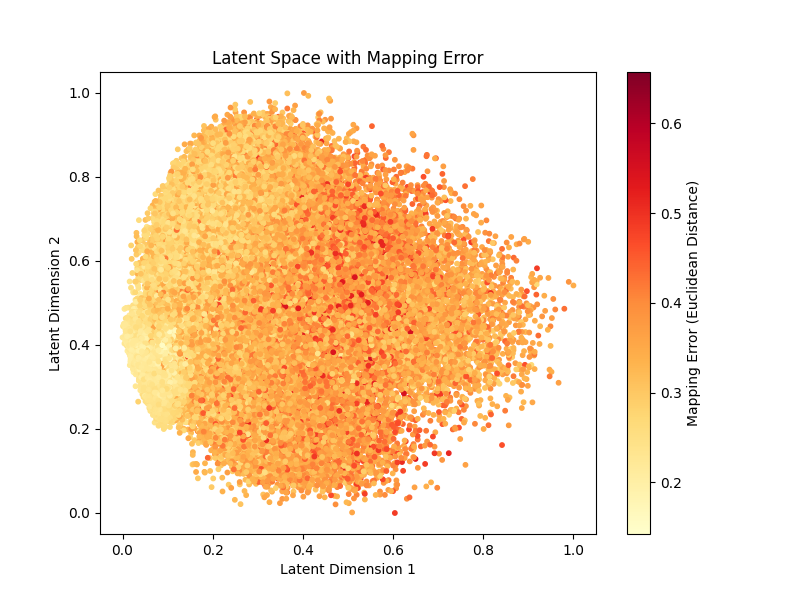 Latent Space with Mapping Error
1.0
0.8
0.6
0.4
0.2
0.0
Latent Dimension 2
0.0 0.2 0.4 0.6 0.8 1.0
Latent Dimension 1
0.6
0.5
0.4
0.3
0.2
Mapping Error (Euclidean Distance)